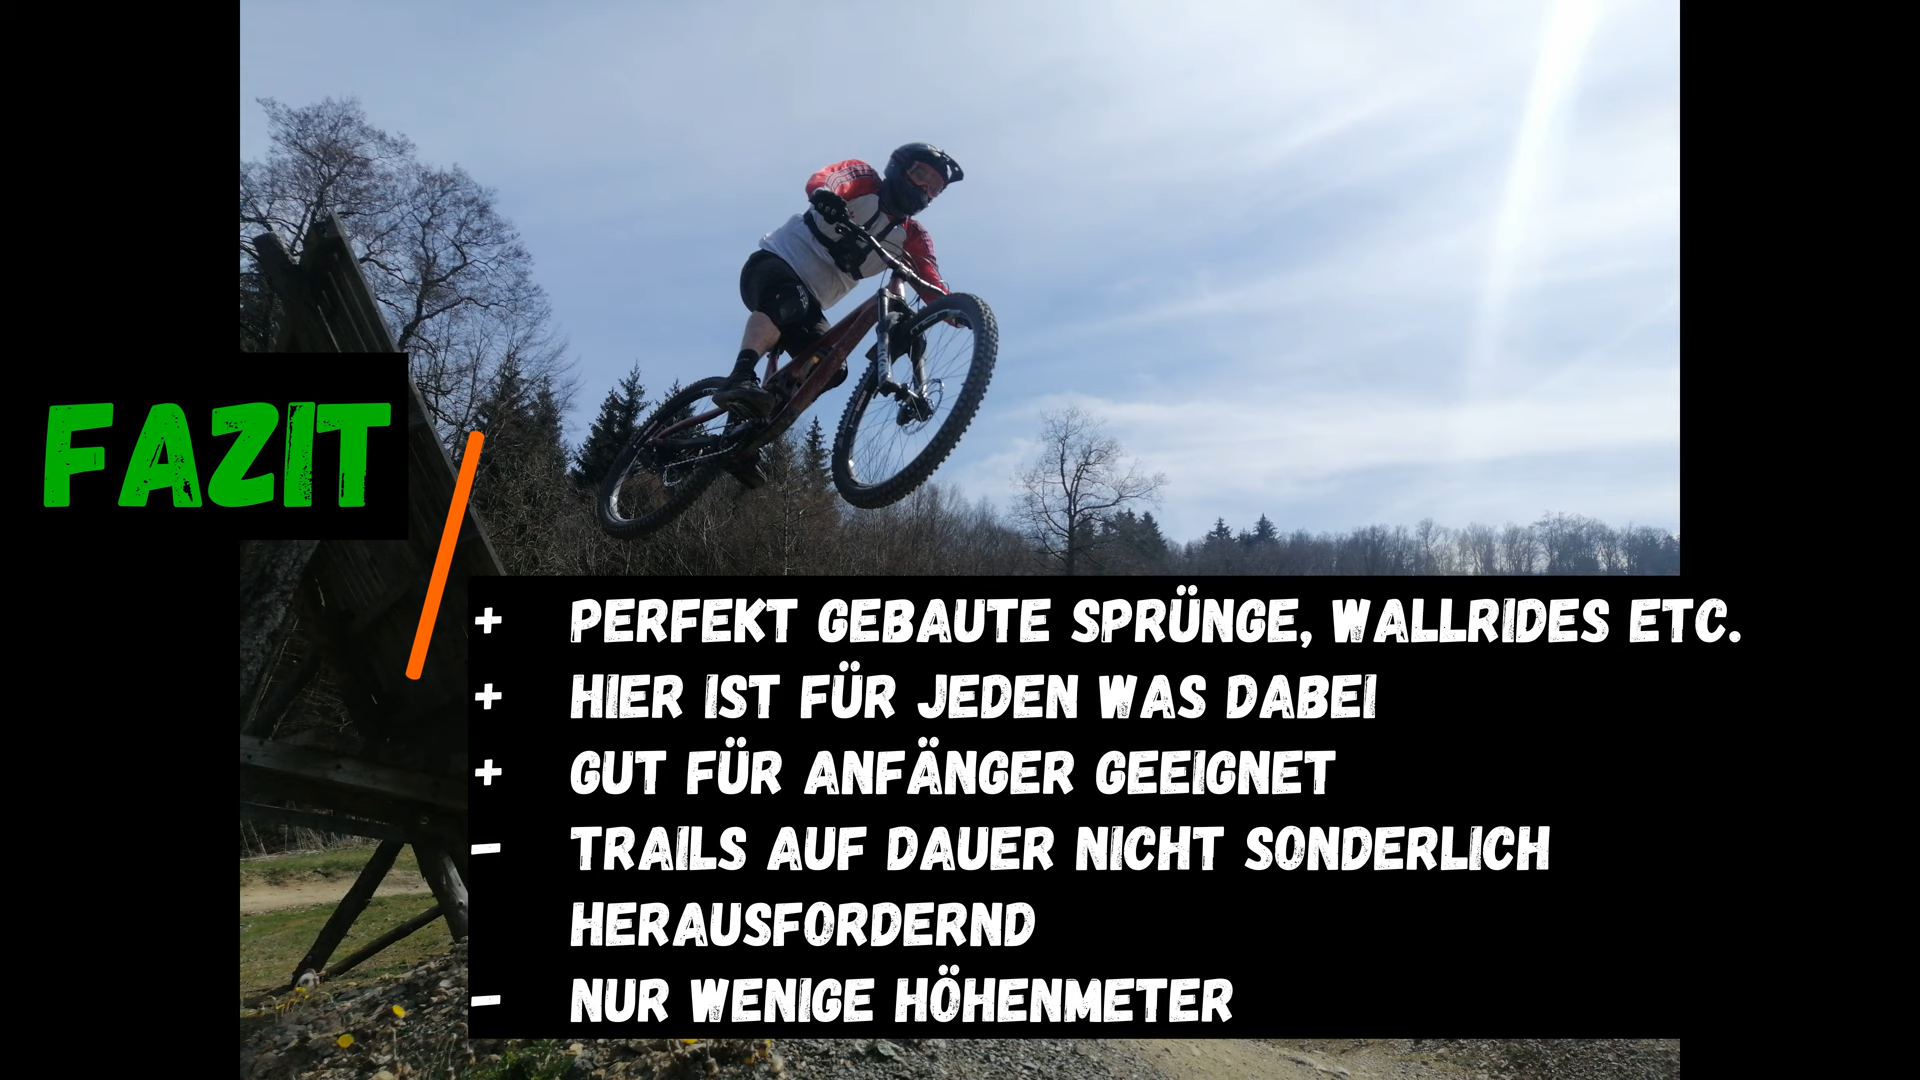 FAZIT
+ PERFEKT GEBAUTE SPRÜNGE, WALLRIDES ETC.
+ HIER IST FÜR JEDEN WAS DABEI
+ GUT FÜR ANFÄNGER GEEIGNET
– TRAILS AUF DAUER NICHT SONDERLICH
HERAUSFORDERND
– NUR WENIGE HÖHENMETER